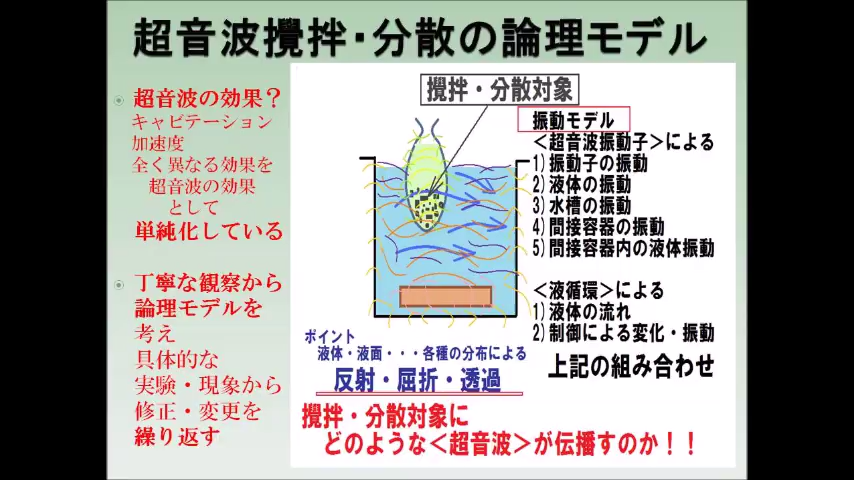 超音波攪拌・分散の論理モデル
超音波の効果？
キャビテーション
加速度
全く異なる効果を
超音波の効果
として
単純化している
丁寧な観察から
論理モデルを
考え
具体的な
実験・現象から
修正・変更を
繰り返す
攪拌・分散対象
振動モデル
＜超音波振動子＞による
1)振動子の振動
2)液体の振動
3)水槽の振動
4)間接容器の振動
5)間接容器内の液体振動
＜液循環＞による
1)液体の流れ
2)制御による変化・振動
上記の組み合わせ
ポイント
液体・液面・・・各種の分布による
反射・屈折・透過
攪拌・分散対象に
どのような＜超音波＞が伝播すのか！！